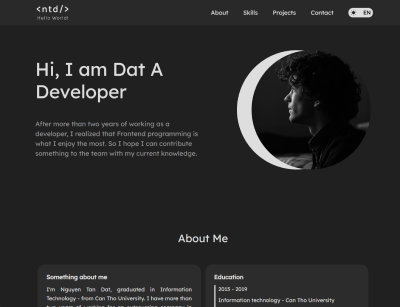 <ntd/>
Hello World!
About Skills Projects Contact EN
Hi, I am Dat A
Developer
After more than two years of working as a
developer, I realized that Frontend programming is
what I enjoy the most. So I hope I can contribute
something to the team with my current knowledge.
About Me
Something about me
I'm Nguyen Tan Dat, graduated in Information
Technology - from Can Tho University. I have more than
Education
2015 - 2019
Information technology - Can Tho University